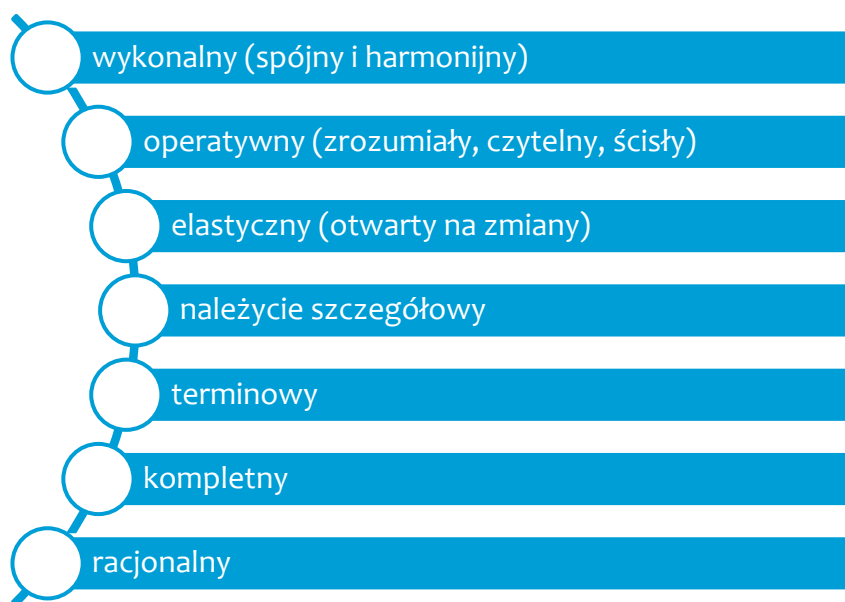 wykonalny (spójny i harmonijny)
operatywny (zrozumiały, czytelny, ścisły)
elastyczny (otwarty na zmiany)
należycie szczegółowy
terminowy
kompletny
racjonalny